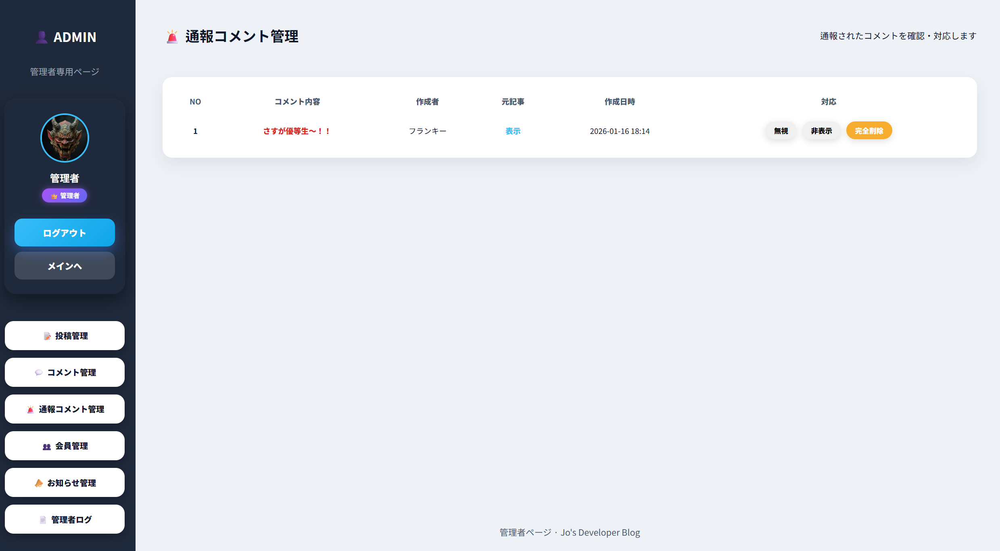 ADMIN
管理者専用ページ
管理者
管理者
ログアウト
メインへ
投稿管理
コメント管理
通報コメント管理
会員管理
お知らせ管理
管理者ログ
通報コメント管理
通報されたコメントを確認・対応します
NO コメント内容 作成者 元記事 作成日時 対応
1 さすが優等生〜！！ フランキー 表示 2026-01-16 18:14 無視 非表示 完全削除
管理者ページ · Jo's Developer Blog